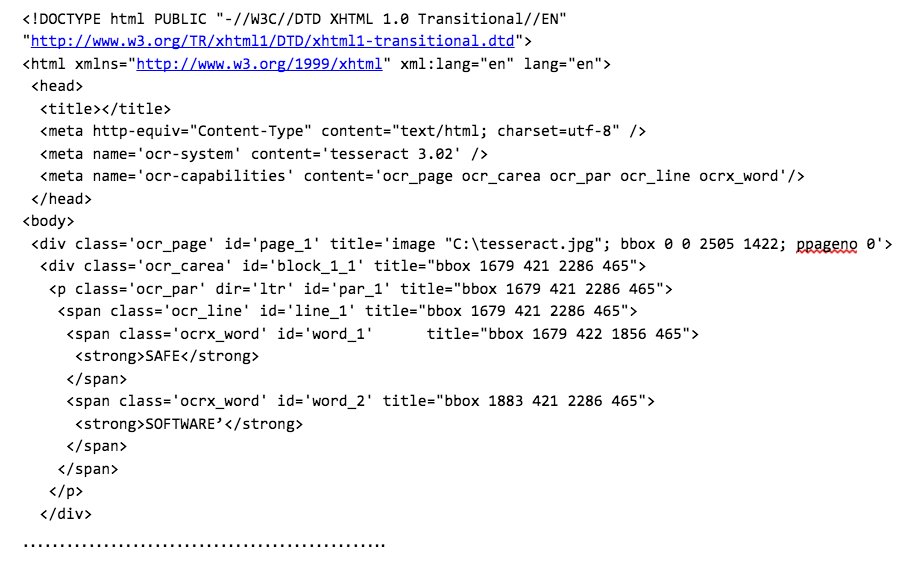 <!DOCTYPE html PUBLIC "-//W3C//DTD XHTML 1.0 Transitional//EN"
"http://www.w3.org/TR/xhtml1/DTD/xhtml1-transitional.dtd">
<html xmlns="http://www.w3.org/1999/xhtml" xml:lang="en" lang="en">
 <head>
  <title></title>
  <meta http-equiv="Content-Type" content="text/html; charset=utf-8" />
  <meta name='ocr-system' content='tesseract 3.02' />
  <meta name='ocr-capabilities' content='ocr_page ocr_carea ocr_par ocr_line ocrx_word'/>
 </head>
<body>
 <div class='ocr_page' id='page_1' title='image "C:\tesseract.jpg"; bbox 0 0 2505 1422; ppageno 0'>
  <div class='ocr_carea' id='block_1_1' title="bbox 1679 421 2286 465">
   <p class='ocr_par' dir='ltr' id='par_1' title="bbox 1679 421 2286 465">
    <span class='ocr_line' id='line_1' title="bbox 1679 421 2286 465">
     <span class='ocrx_word' id='word_1'      title="bbox 1679 422 1856 465">
      <strong>SAFE</strong>
     </span>
     <span class='ocrx_word' id='word_2' title="bbox 1883 421 2286 465">
      <strong>SOFTWARE’</strong>
     </span>
    </span>
   </p>
  </div>
..................................................